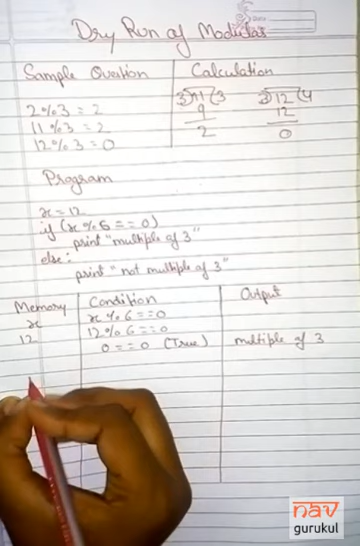 Dry Run of Modular
Sample Question
Calculation
2%3=2
11%3=2
12%3=0
3)11(3
9
2
3)12(4
12
0
Program
x=12
if (x%6==0)
print "multiple of 3"
else:
print "not multiple of 3"
Memory
Condition
Output
x
x%6==0
12%6==0
12
0==0 (True)
multiple of 3
nav
gurukul